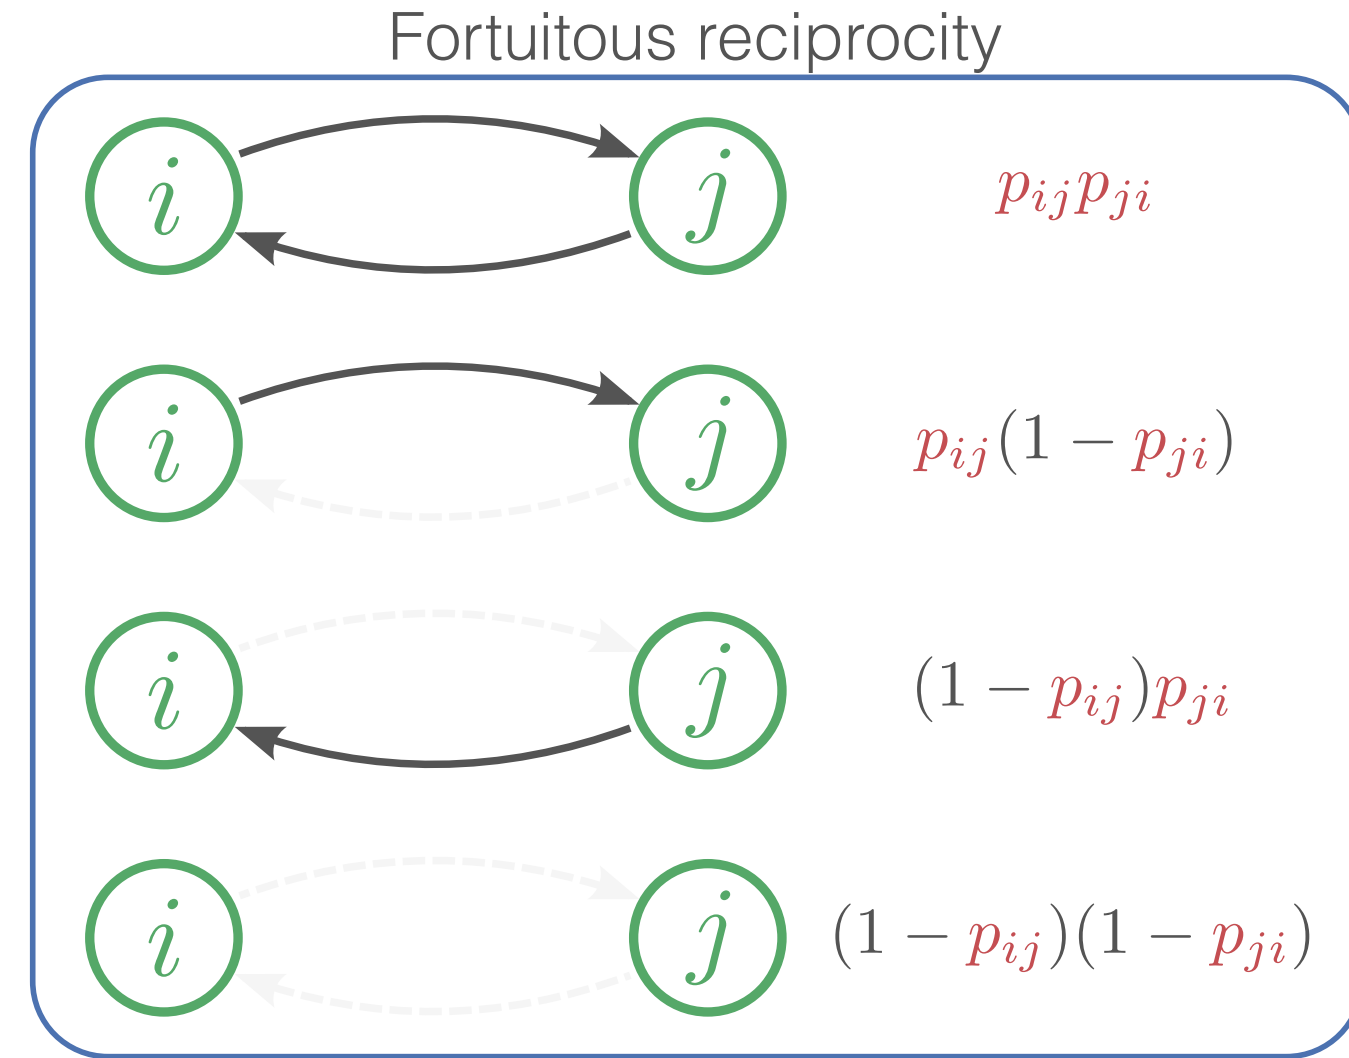 Fortuitous reciprocity
i j p_{ij}p_{ji}
i j p_{ij}(1 − p_{ji})
i j (1 − p_{ij})p_{ji}
i j (1 − p_{ij})(1 − p_{ji})